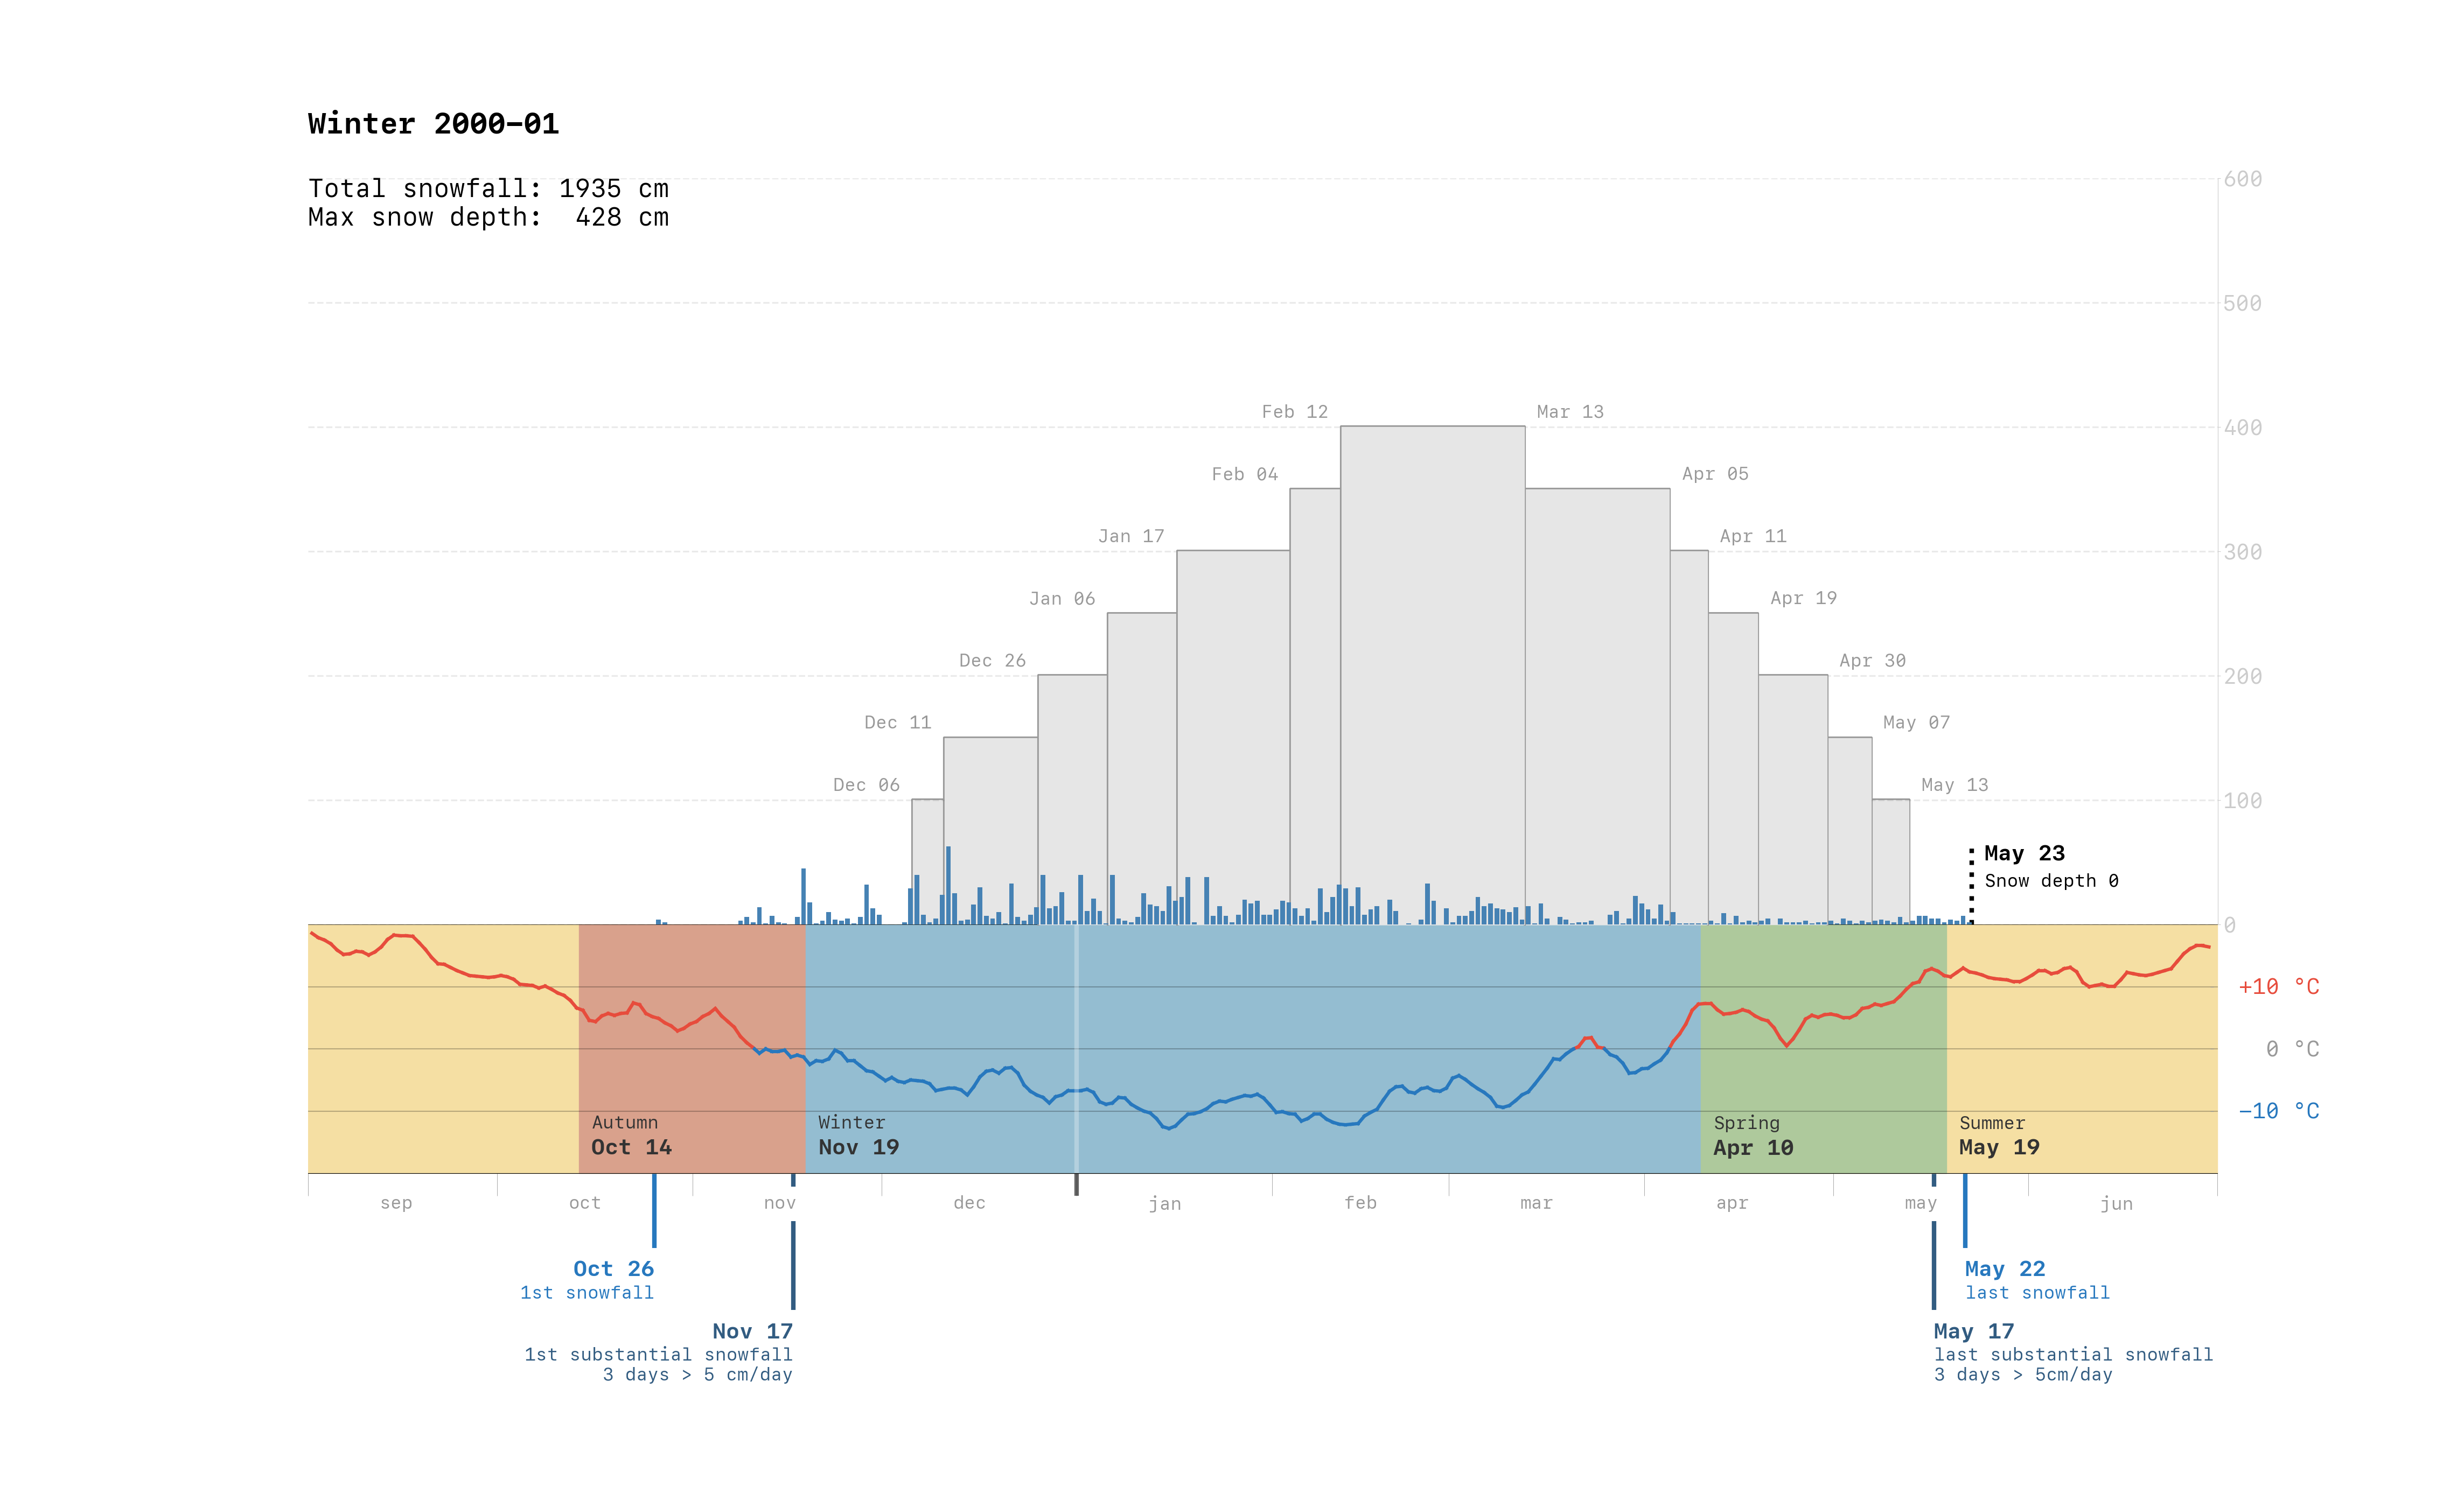 Winter 2000–01
Total snowfall: 1935 cm
Max snow depth: 428 cm
600
500
400
300
200
100
0
Feb 12
Mar 13
Feb 04
Apr 05
Jan 17
Apr 11
Jan 06
Apr 19
Dec 26
Apr 30
Dec 11
May 07
Dec 06
May 13
May 23
Snow depth 0
+10 °C
0 °C
−10 °C
Autumn
Oct 14
Winter
Nov 19
Spring
Apr 10
Summer
May 19
sep
oct
nov
dec
jan
feb
mar
apr
may
jun
Oct 26
1st snowfall
Nov 17
1st substantial snowfall
3 days > 5 cm/day
May 22
last snowfall
May 17
last substantial snowfall
3 days > 5cm/day